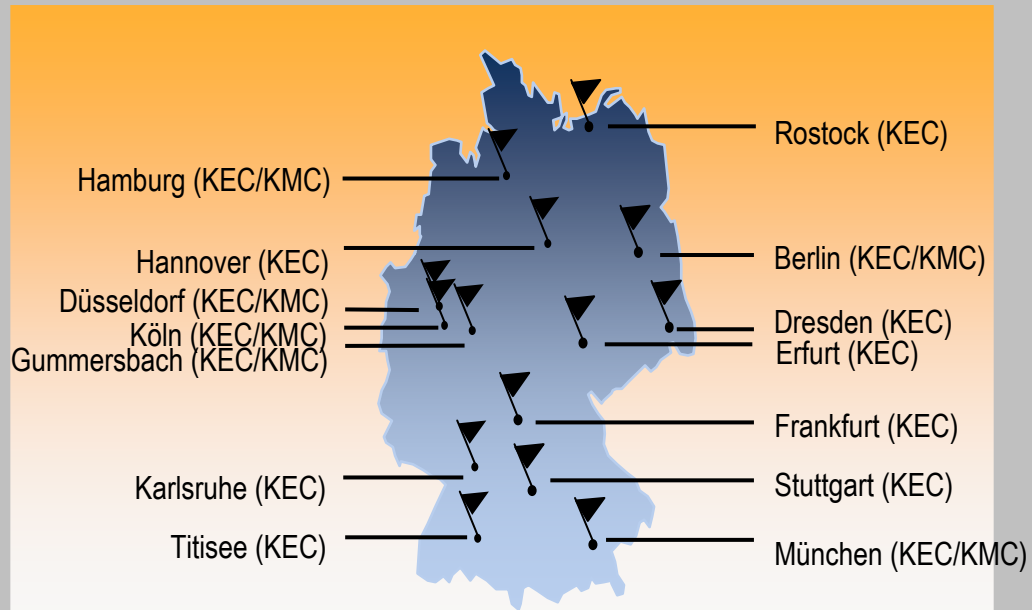 Hamburg (KEC/KMC)
Hannover (KEC)
Düsseldorf (KEC/KMC)
Köln (KEC/KMC)
Gummersbach (KEC/KMC)
Karlsruhe (KEC)
Titisee (KEC)
Rostock (KEC)
Berlin (KEC/KMC)
Dresden (KEC)
Erfurt (KEC)
Frankfurt (KEC)
Stuttgart (KEC)
München (KEC/KMC)